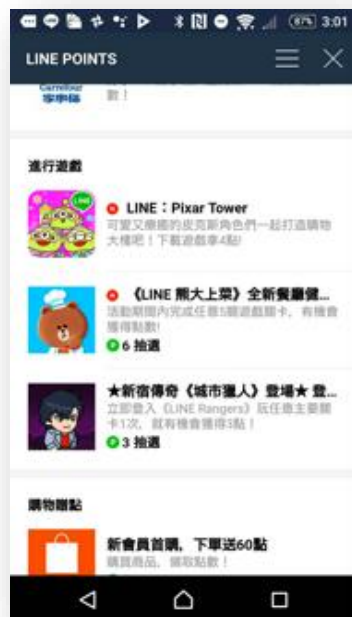 87% 3:01
LINE POINTS
Carrefour
家樂福
數！
進行遊戲
LINE
LINE：Pixar Tower
可愛又療癒的皮克斯角色們一起打造購物
大樓吧！下載遊戲享4點!
《LINE 熊大上菜》全新餐廳健...
活動期間內完成任意5關遊戲關卡，有機會
獲得點數!
P 6 抽選
★新宿傳奇《城市獵人》登場★ 登...
立即登入《LINE Rangers》玩任意主要關
卡1次，就有機會獲得3點！
P 3 抽選
購物贈點
新會員首購，下單送60點
購買商品，領取點數！